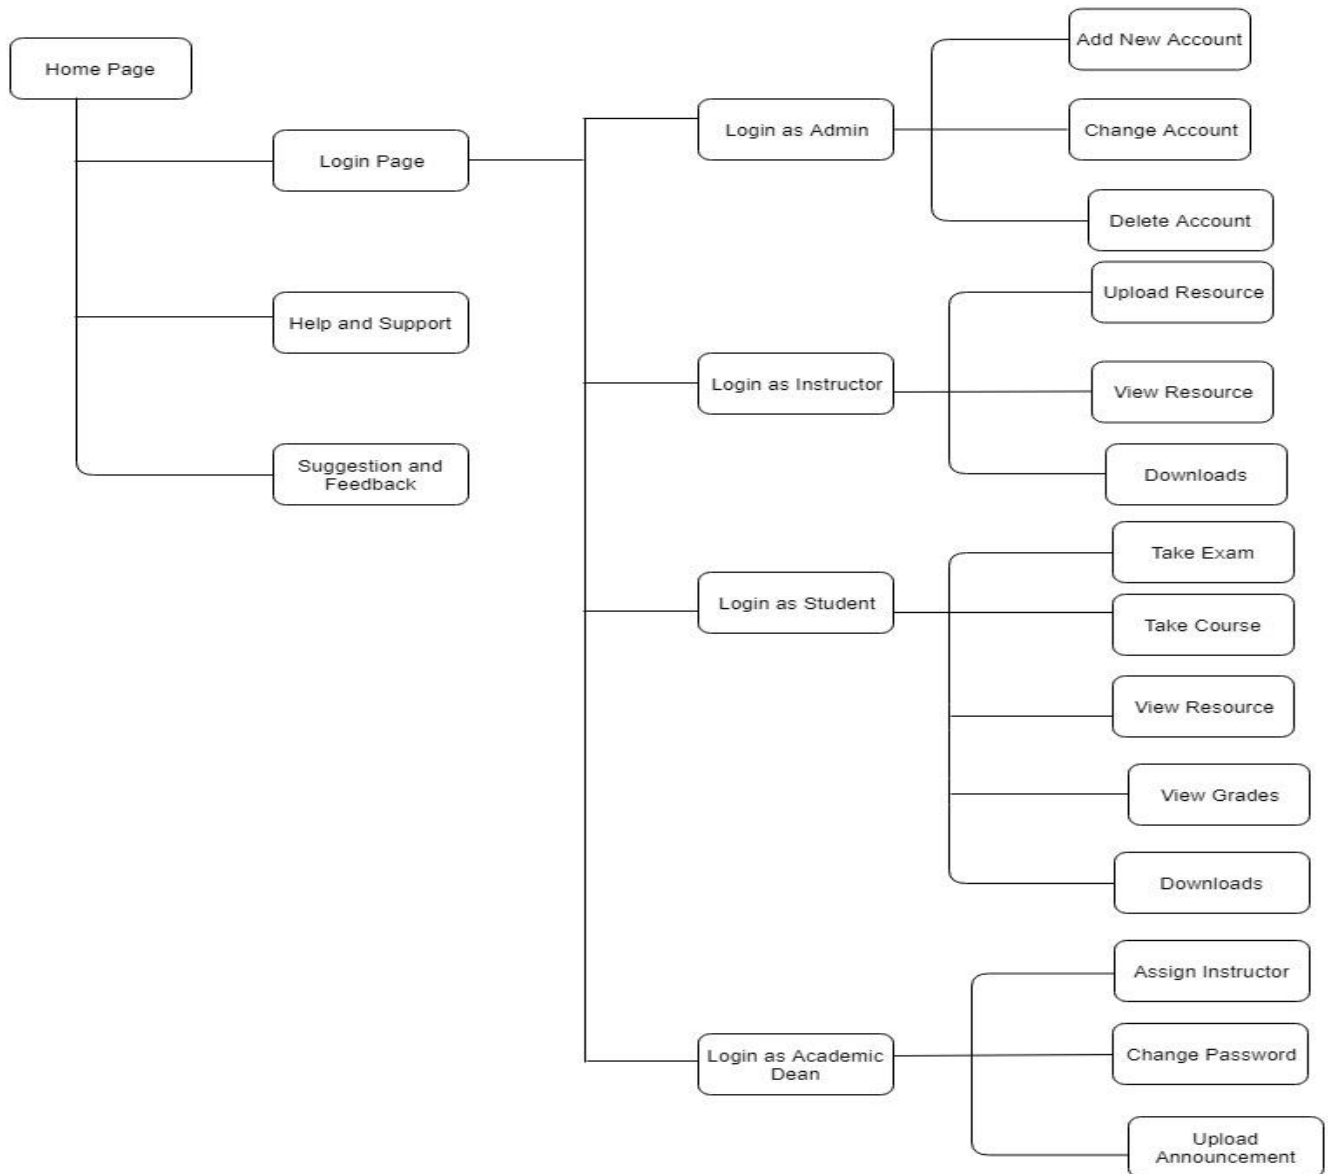 Home Page
Login Page
Help and Support
Suggestion and
Feedback
Login as Admin
Add New Account
Change Account
Delete Account
Login as Instructor
Upload Resource
View Resource
Downloads
Login as Student
Take Exam
Take Course
View Resource
View Grades
Downloads
Login as Academic
Dean
Assign Instructor
Change Password
Upload
Announcement